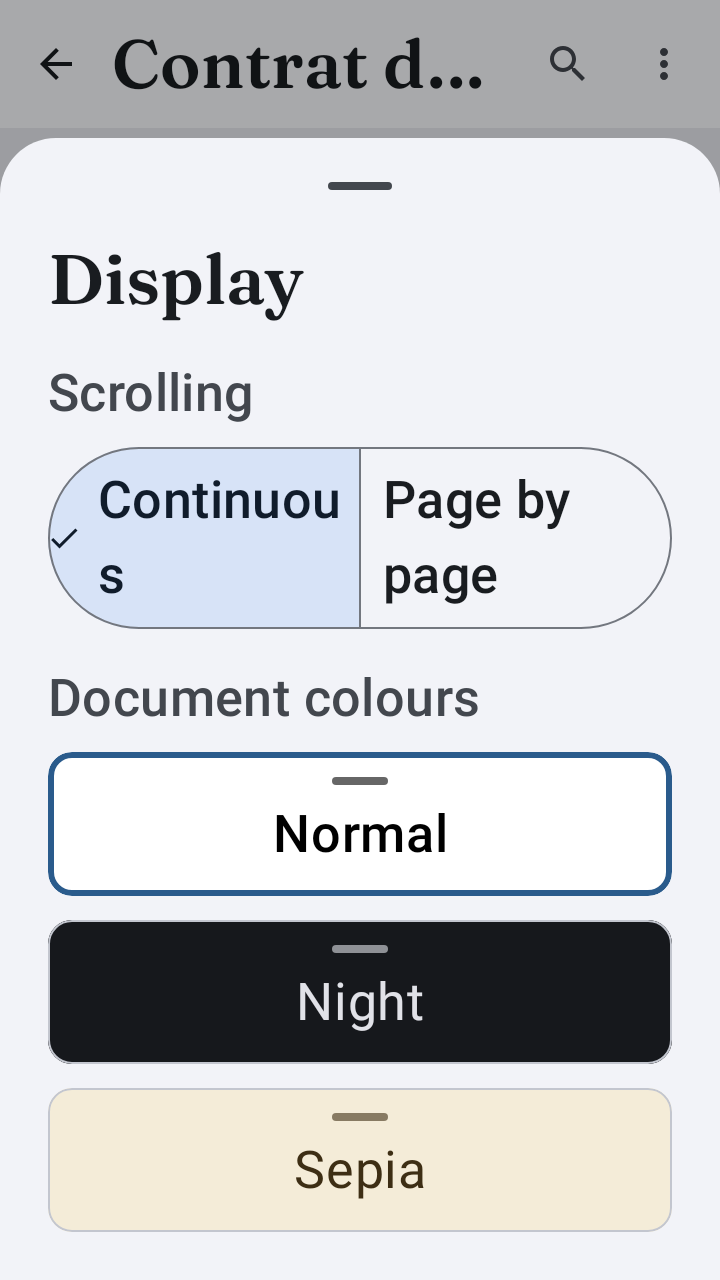 Contrat d...
Display
Scrolling
Continuou
s
Page by
page
Document colours
Normal
Night
Sepia